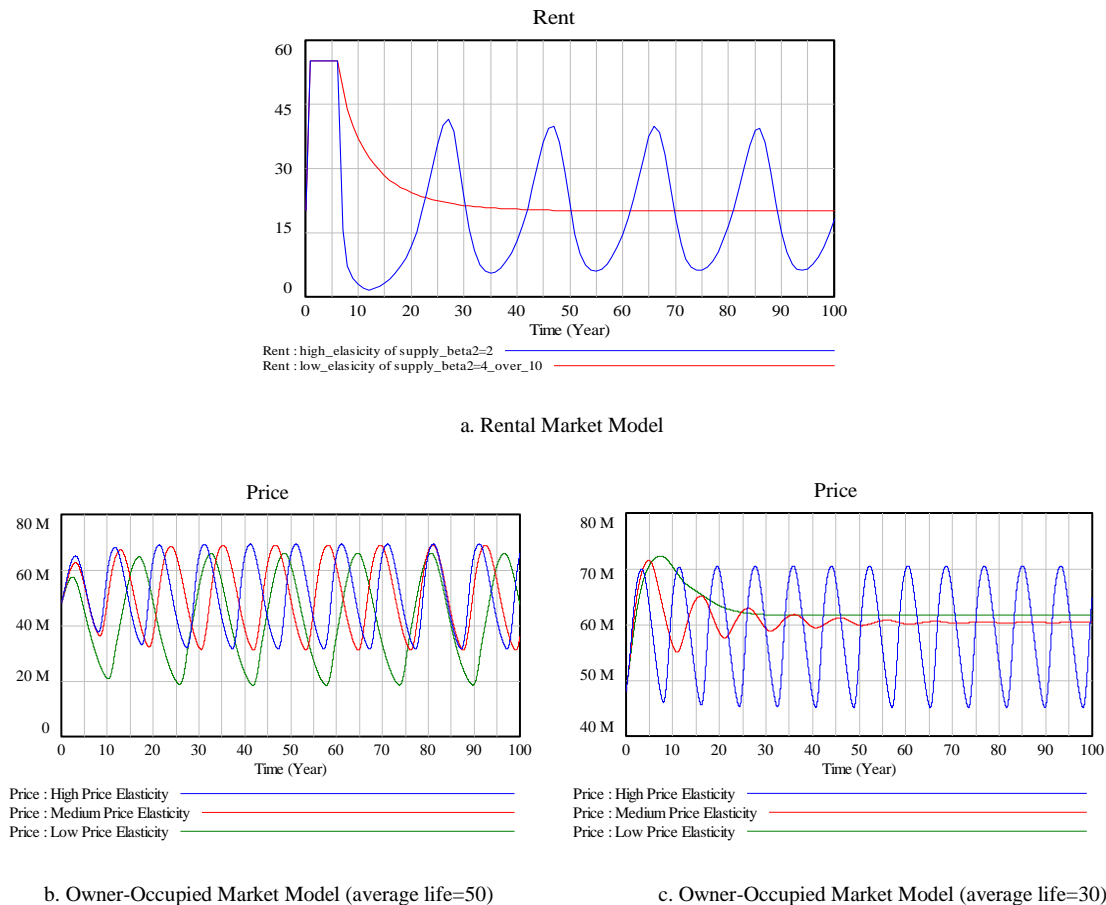 Rent
60
45
30
15
0
0 10 20 30 40 50 60 70 80 90 100
Time (Year)
Rent : high_elasicity of supply_beta2=2
Rent : low_elasicity of supply_beta2=4_over_10
a. Rental Market Model
Price
80 M
60 M
40 M
20 M
0
0 10 20 30 40 50 60 70 80 90 100
Time (Year)
Price : High Price Elasticity
Price : Medium Price Elasticity
Price : Low Price Elasticity
b. Owner-Occupied Market Model (average life=50)
Price
80 M
70 M
60 M
50 M
40 M
0 10 20 30 40 50 60 70 80 90 100
Time (Year)
Price : High Price Elasticity
Price : Medium Price Elasticity
Price : Low Price Elasticity
c. Owner-Occupied Market Model (average life=30)